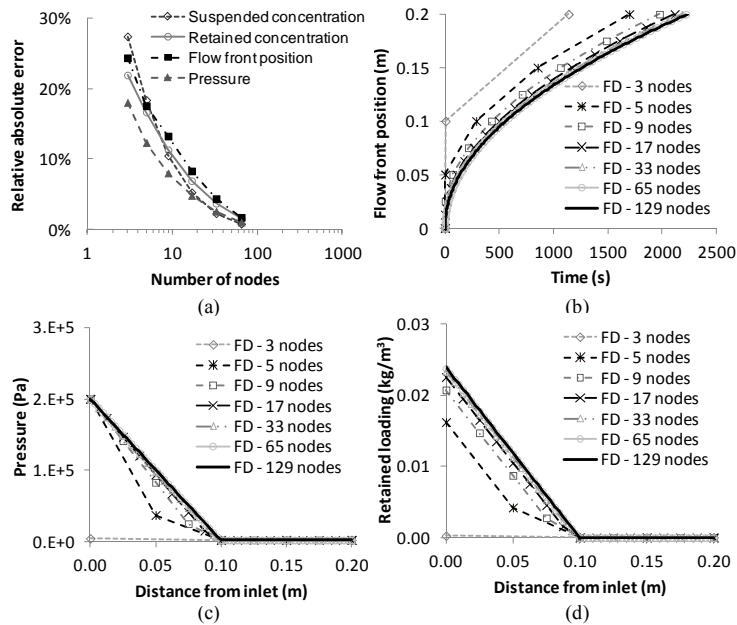 30%
20%
10%
0%
1
10
100
1000
Relative absolute error
Number of nodes
Suspended concentration
Retained concentration
Flow front position
Pressure
(a)
0.2
0.15
0.1
0.05
0
0
500
1000
1500
2000
2500
Flow front position (m)
Time (s)
FD - 3 nodes
FD - 5 nodes
FD - 9 nodes
FD - 17 nodes
FD - 33 nodes
FD - 65 nodes
FD - 129 nodes
(b)
3.E+5
2.E+5
1.E+5
0.E+0
0.00
0.05
0.10
0.15
0.20
Pressure (Pa)
Distance from inlet (m)
FD - 3 nodes
FD - 5 nodes
FD - 9 nodes
FD - 17 nodes
FD - 33 nodes
FD - 65 nodes
FD - 129 nodes
(c)
0.03
0.02
0.01
0.00
0.00
0.05
0.10
0.15
0.20
Retained loading (kg/m³)
Distance from inlet (m)
FD - 3 nodes
FD - 5 nodes
FD - 9 nodes
FD - 17 nodes
FD - 33 nodes
FD - 65 nodes
FD - 129 nodes
(d)